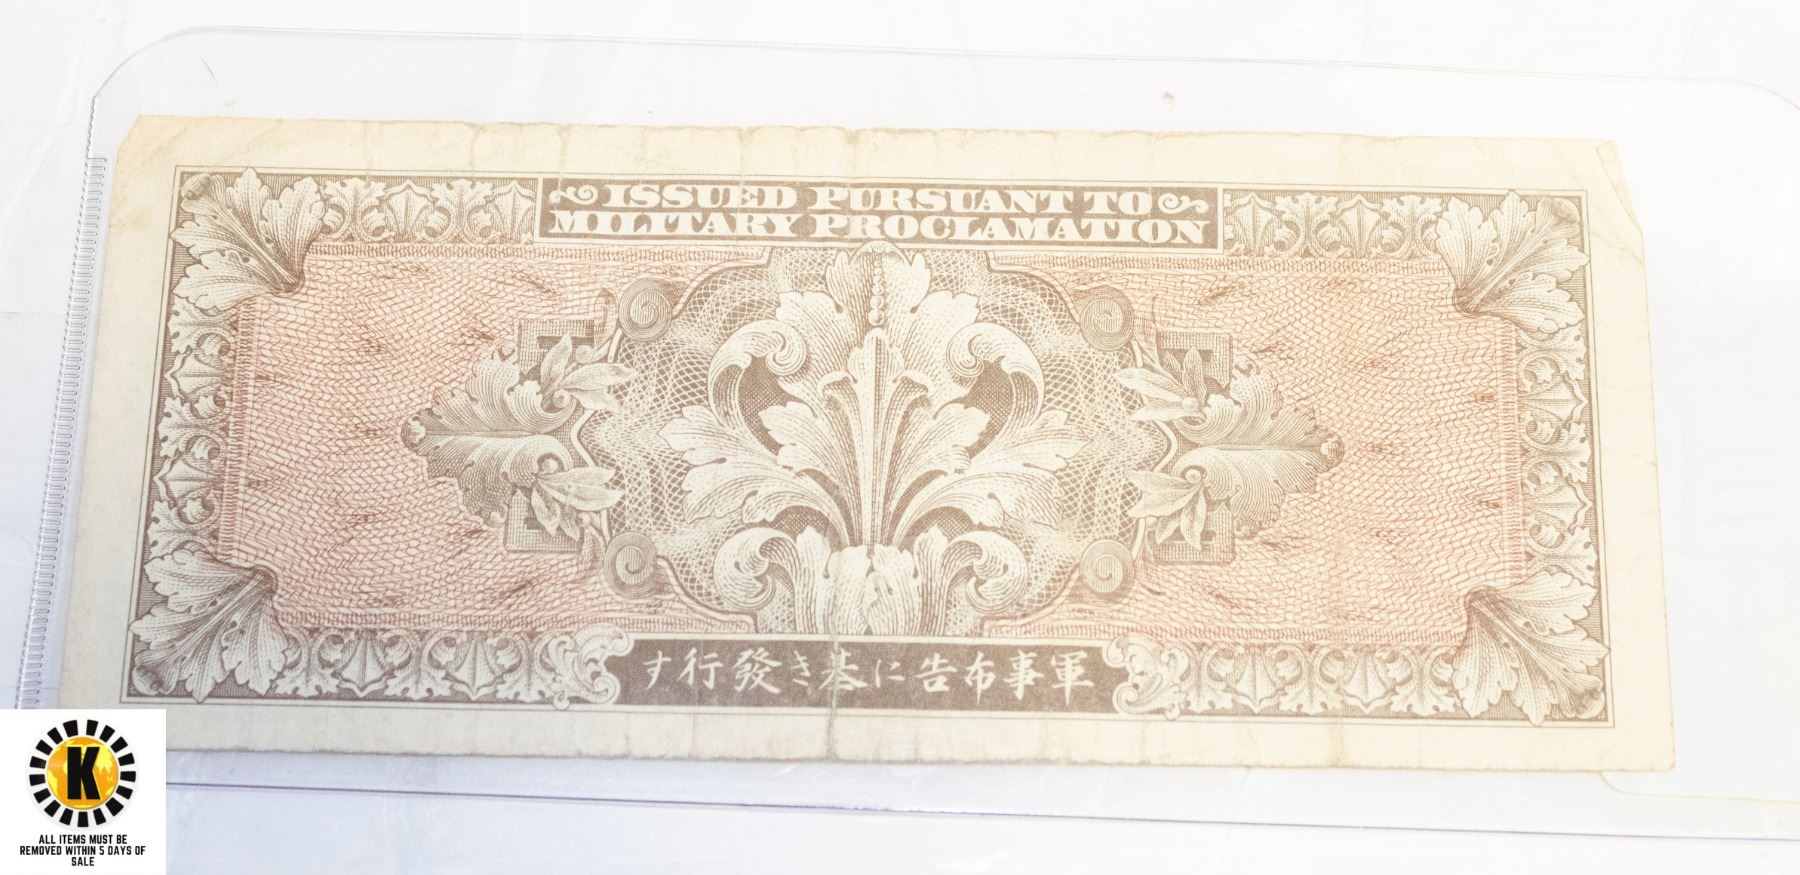 ISSUED PURSUANT TO
MILITARY PROCLAMATION
す行發き基に告布事軍
K
ALL ITEMS MUST BE
REMOVED WITHIN 5 DAYS OF
SALE